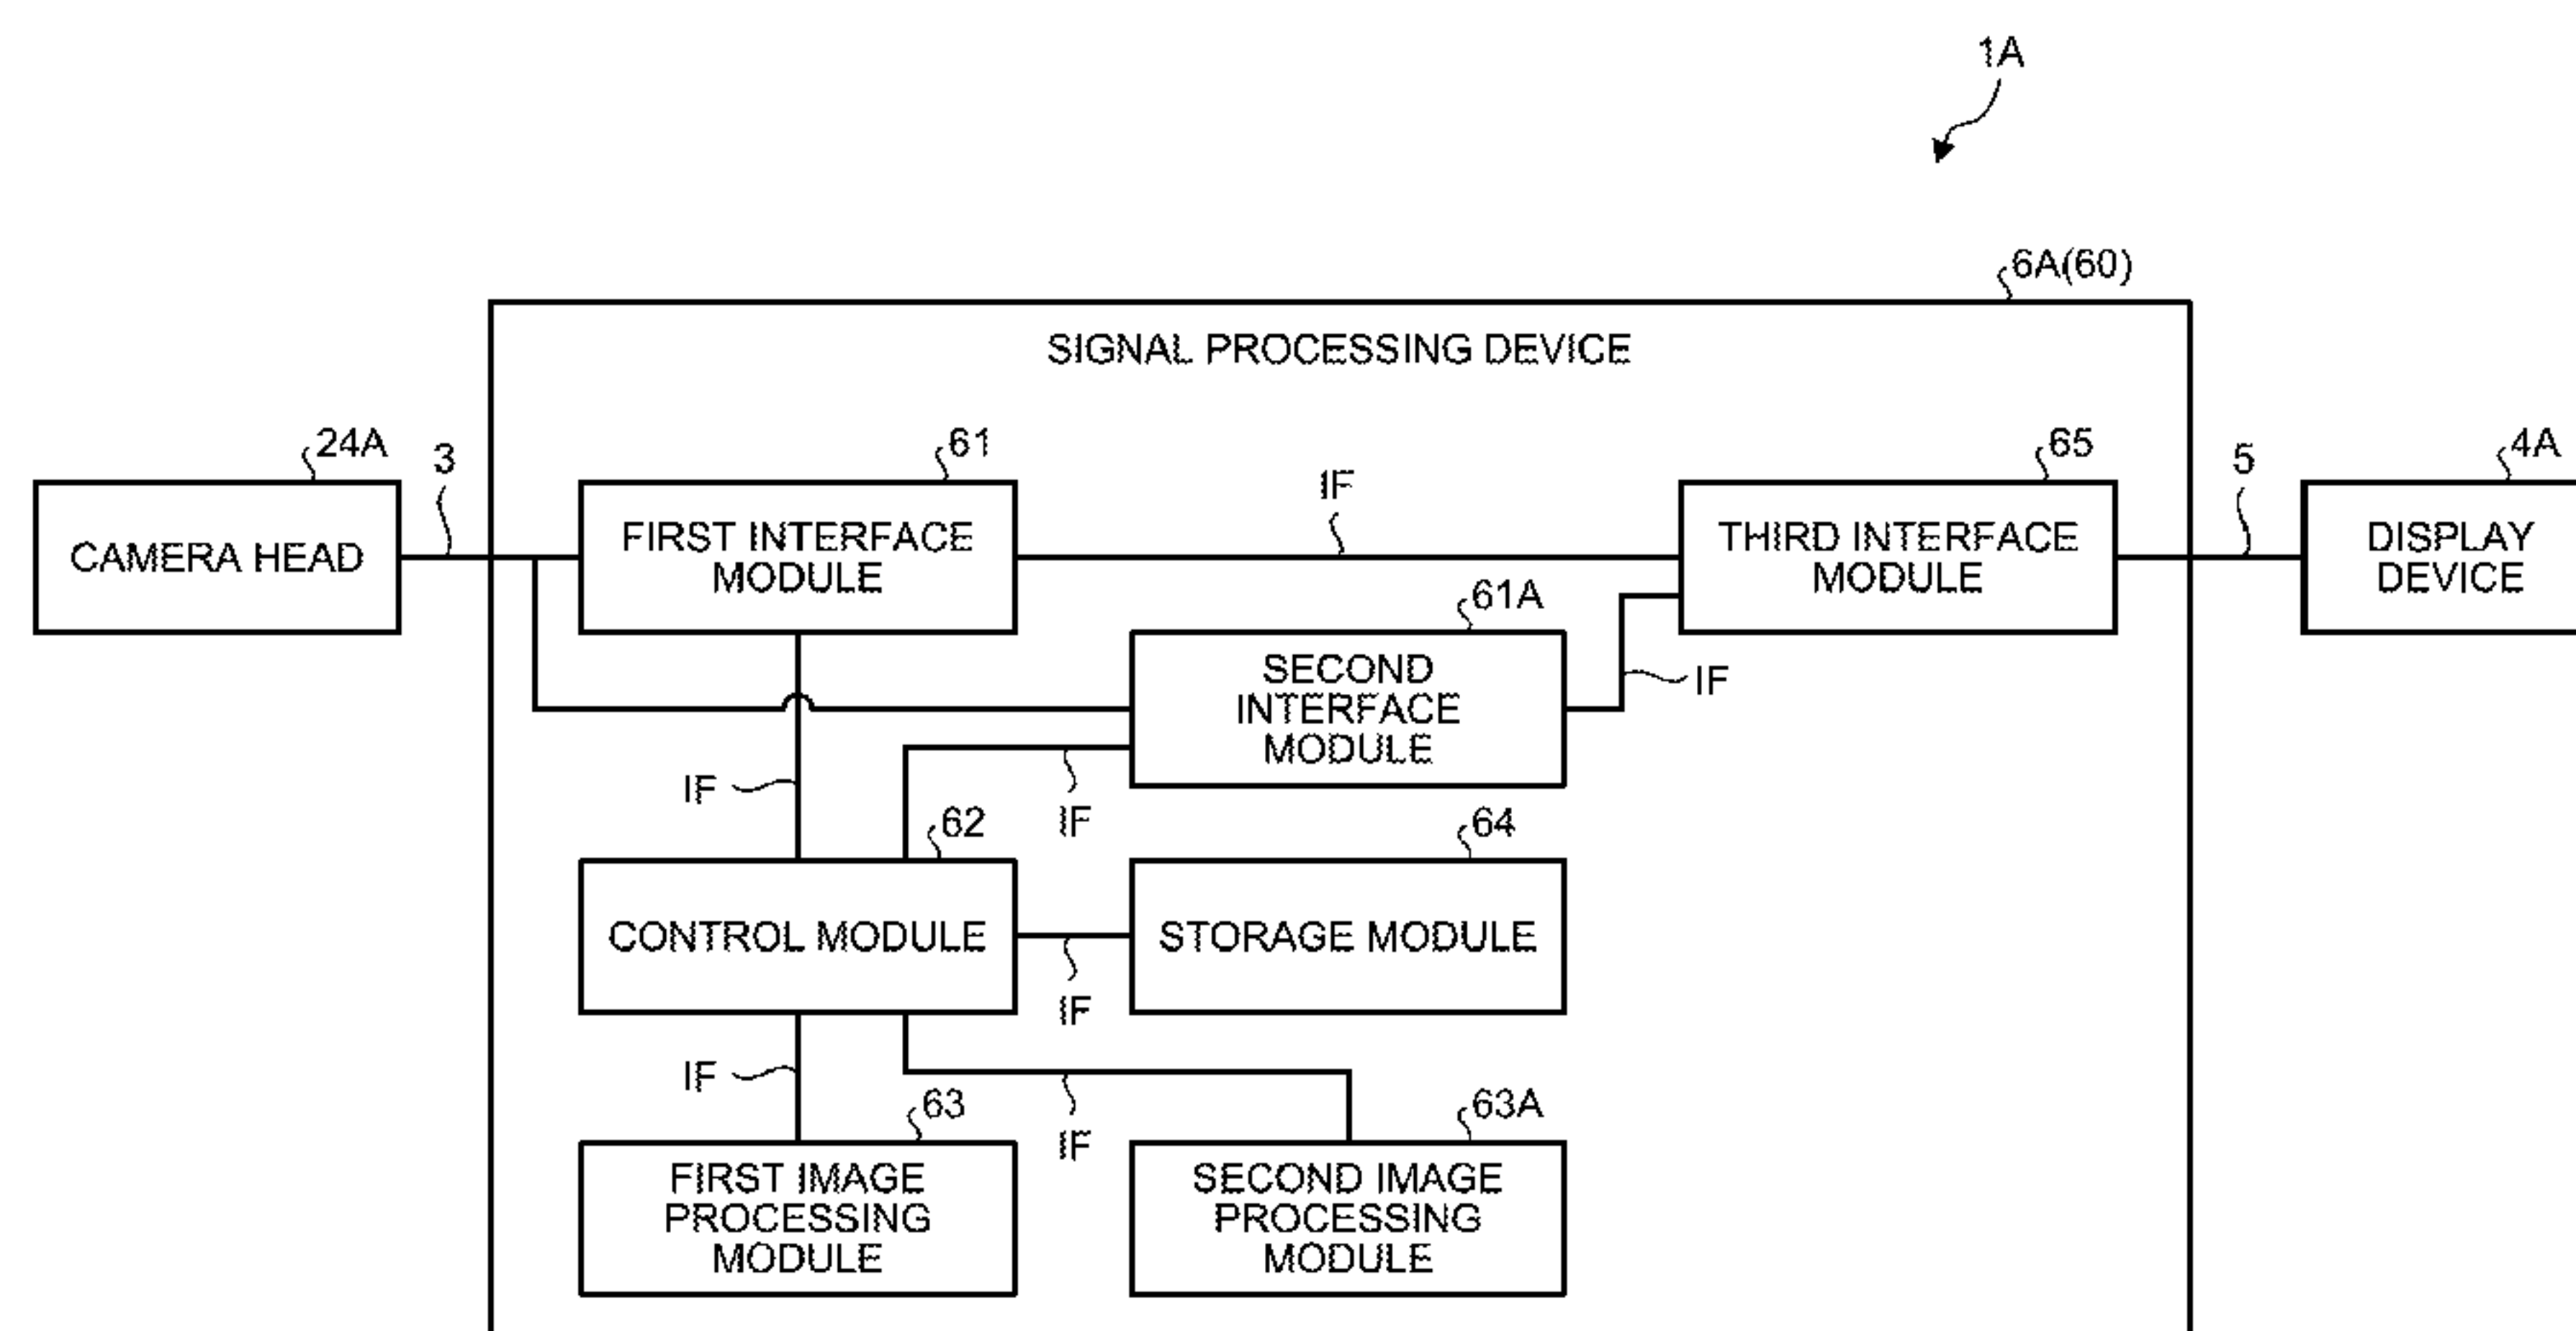 1A
6A(60)
SIGNAL PROCESSING DEVICE
24A
3
61
IF
65
5
4A
CAMERA HEAD
FIRST INTERFACE
MODULE
THIRD INTERFACE
MODULE
DISPLAY
DEVICE
61A
SECOND
INTERFACE
MODULE
IF
IF
IF
62
64
CONTROL MODULE
STORAGE MODULE
IF
IF
IF
63
63A
FIRST IMAGE
PROCESSING
MODULE
SECOND IMAGE
PROCESSING
MODULE